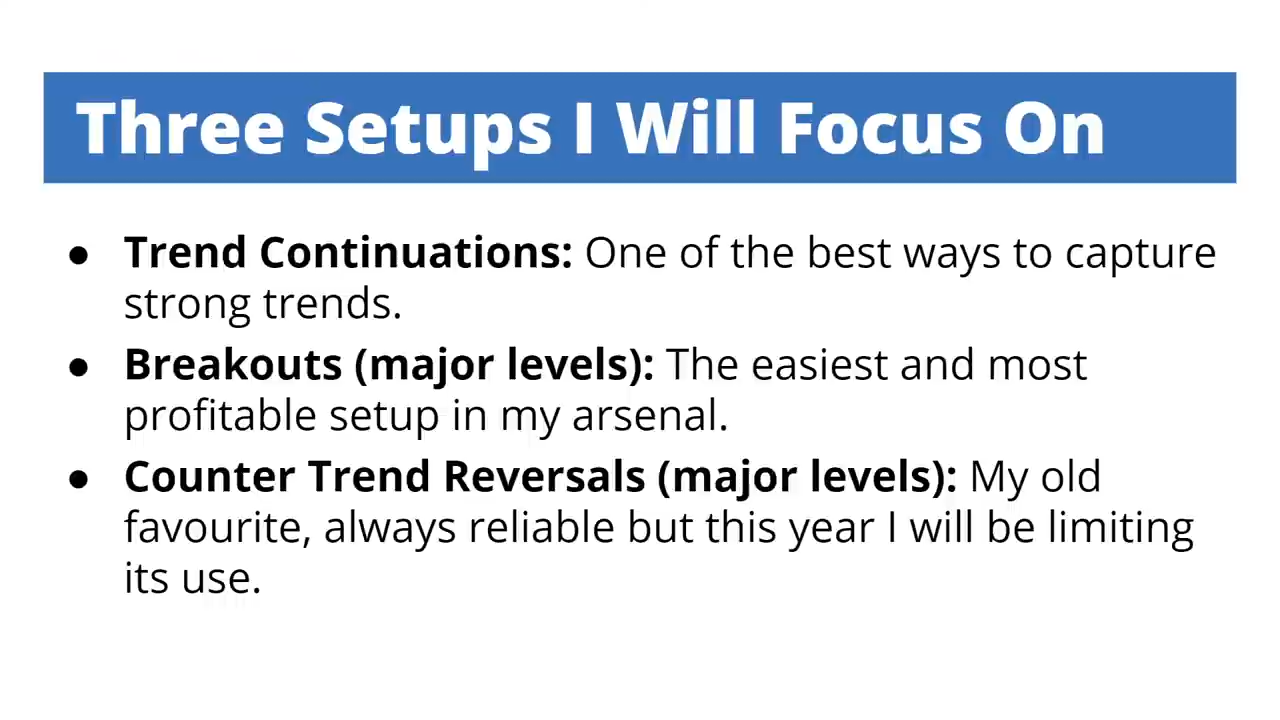 Three Setups I Will Focus On
● Trend Continuations: One of the best ways to capture
strong trends.
● Breakouts (major levels): The easiest and most
profitable setup in my arsenal.
● Counter Trend Reversals (major levels): My old
favourite, always reliable but this year I will be limiting
its use.